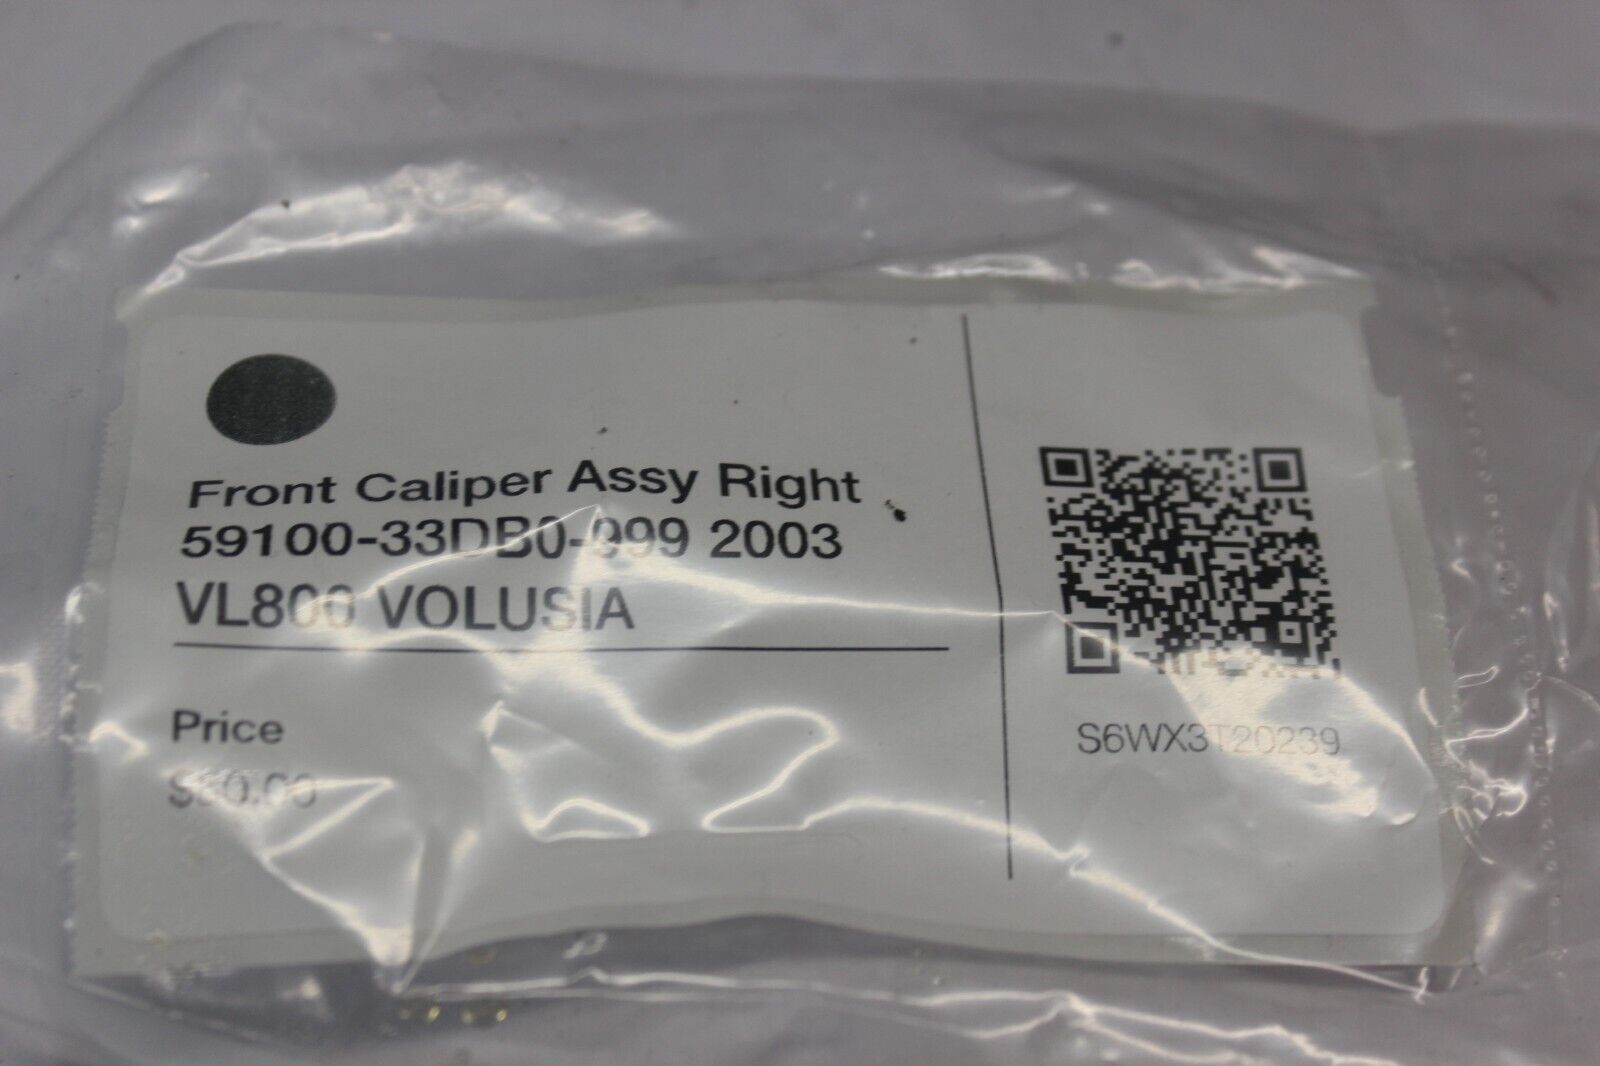 Front Caliper Assy Right
59100-33DB0-999 2003
VL800 VOLUSIA
Price
S6WX3T20239